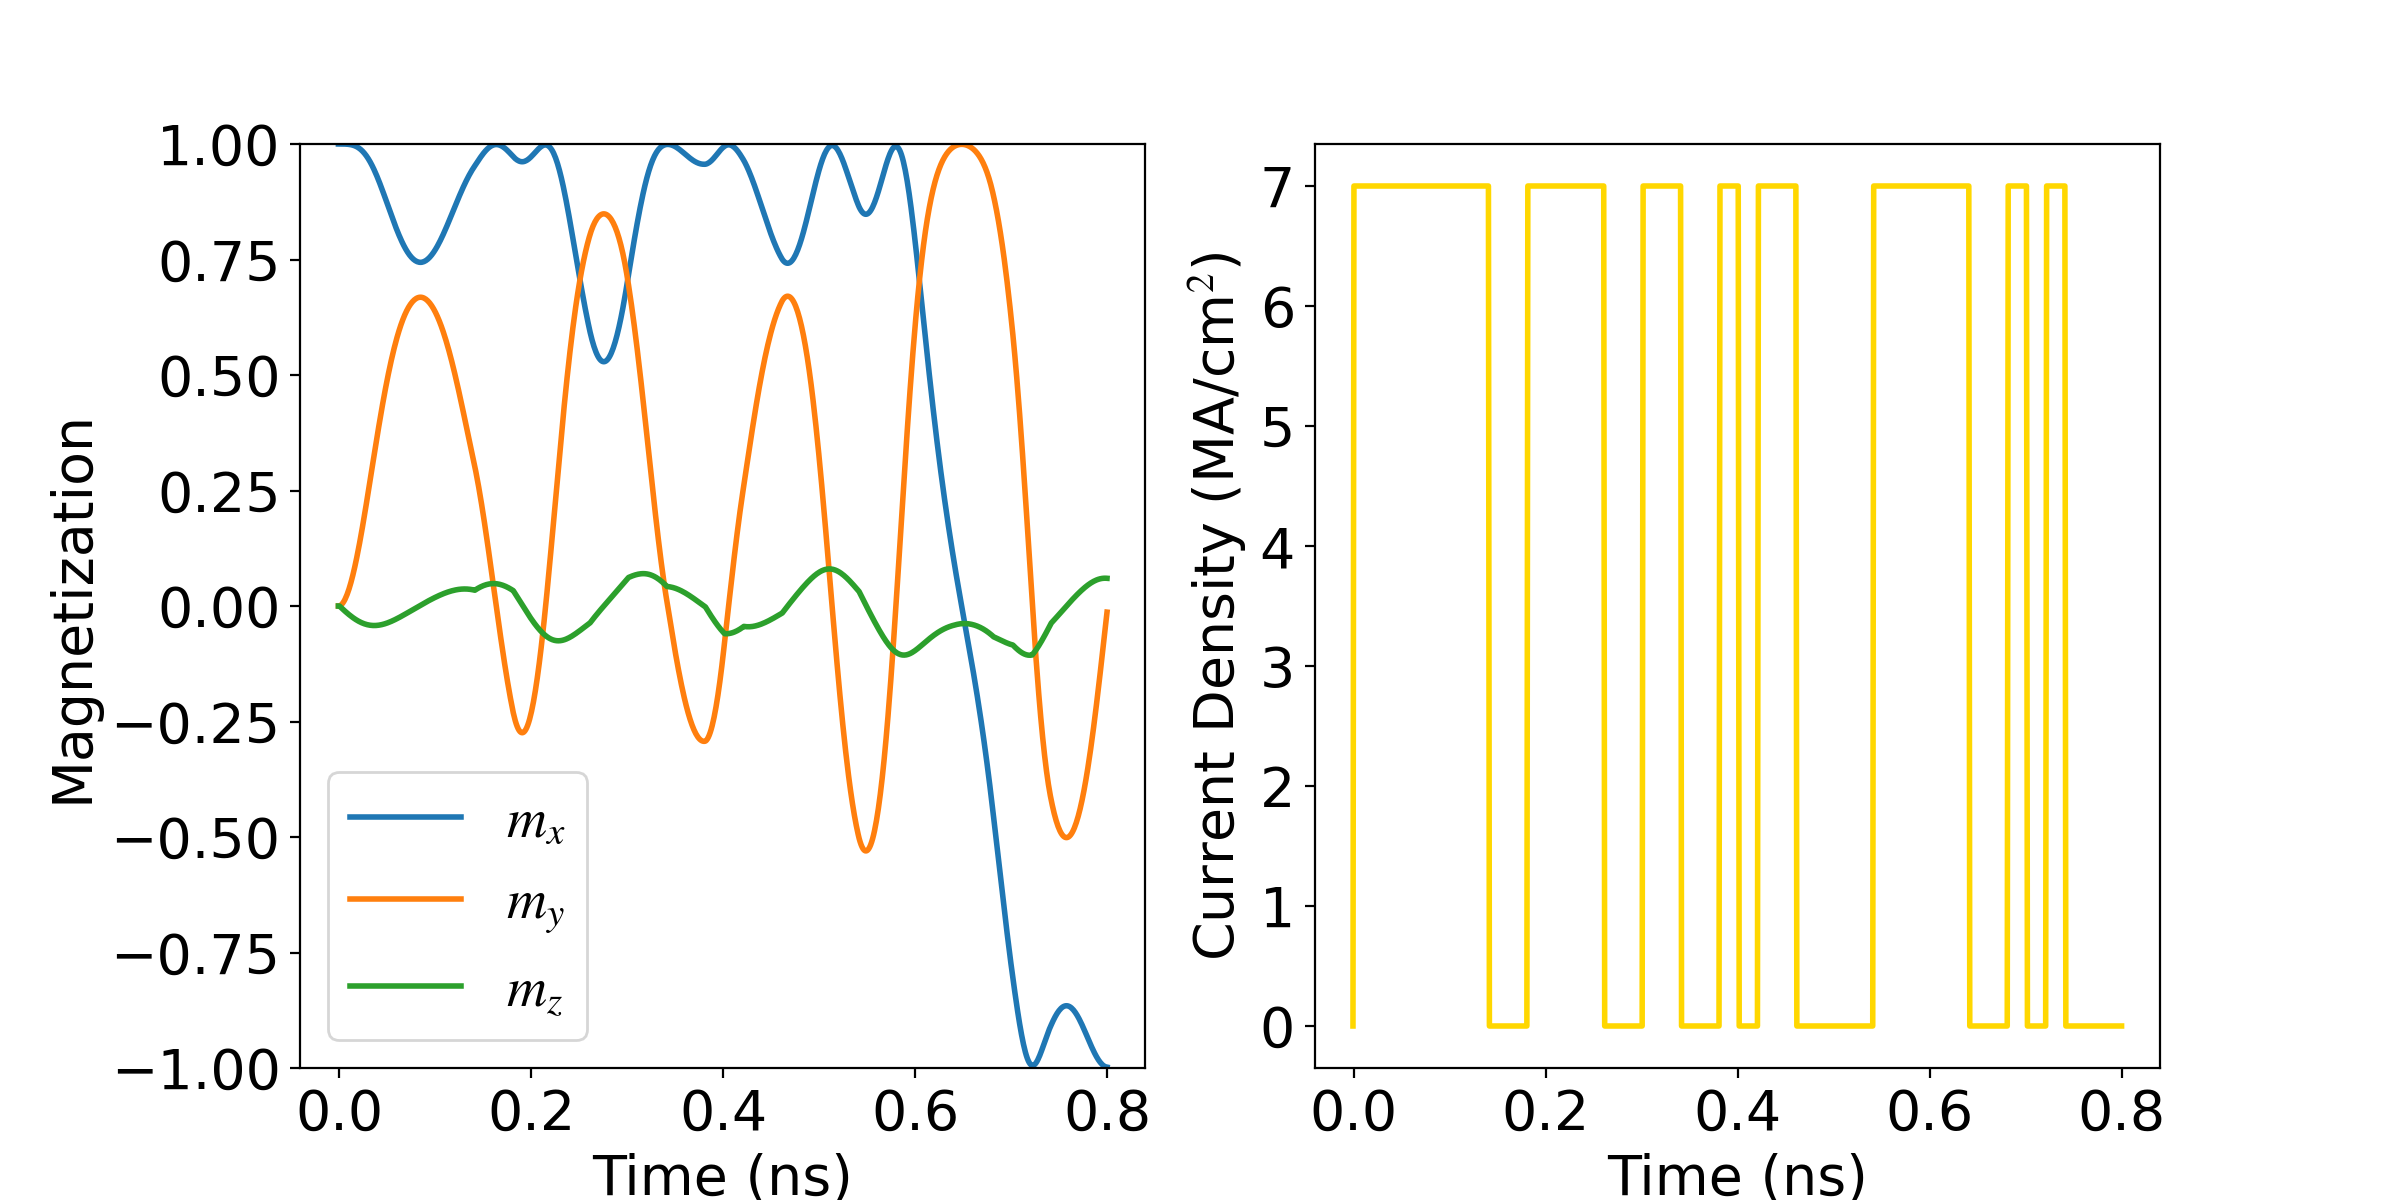 Magnetization
1.00
0.75
0.50
0.25
0.00
−0.25
−0.50
−0.75
−1.00
0.0 0.2 0.4 0.6 0.8
Time (ns)
m_x
m_y
m_z
Current Density (MA/cm²)
7
6
5
4
3
2
1
0
0.0 0.2 0.4 0.6 0.8
Time (ns)